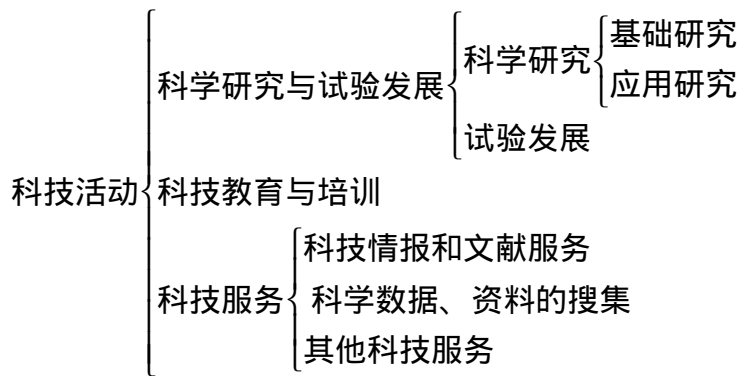 基础研究
科学研究
应用研究
科学研究与试验发展
试验发展
科技活动
科技教育与培训
科技情报和文献服务
科技服务
科学数据、资料的搜集
其他科技服务